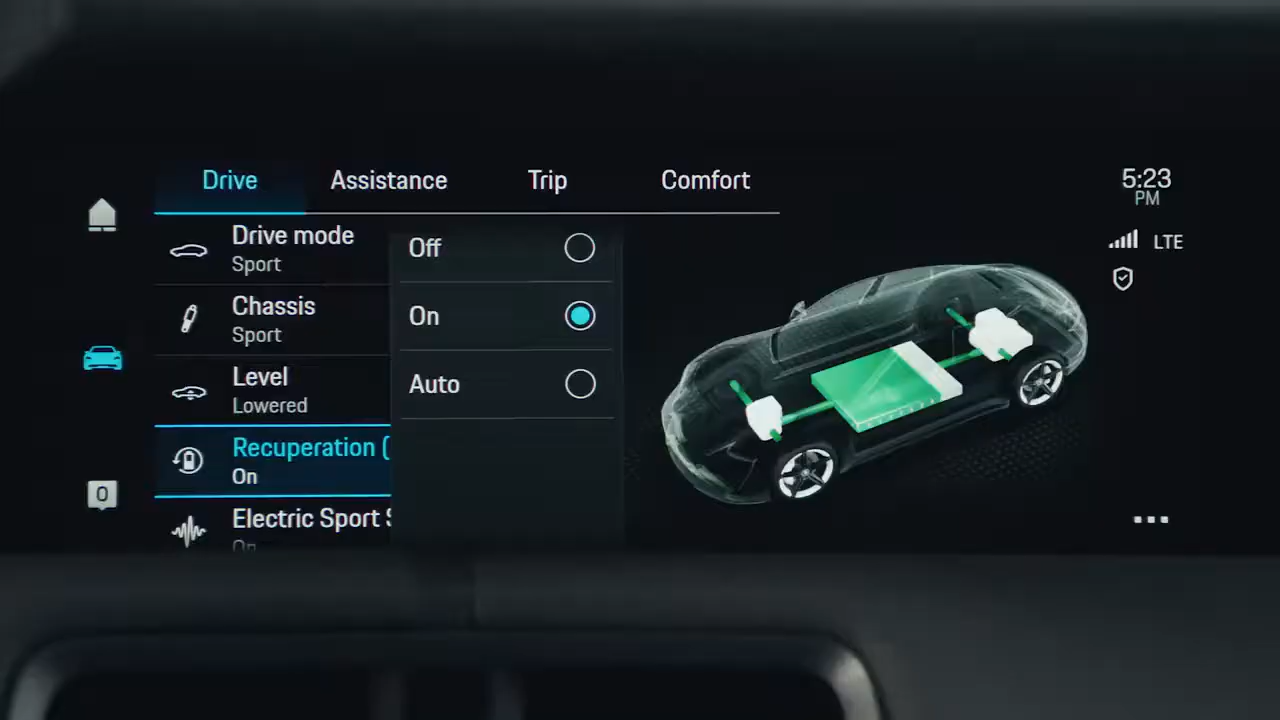 Drive
Assistance
Trip
Comfort
5:23
PM
LTE
Drive mode
Sport
Chassis
Sport
Level
Lowered
Recuperation (
On
Electric Sport S
On
Off
On
Auto
0